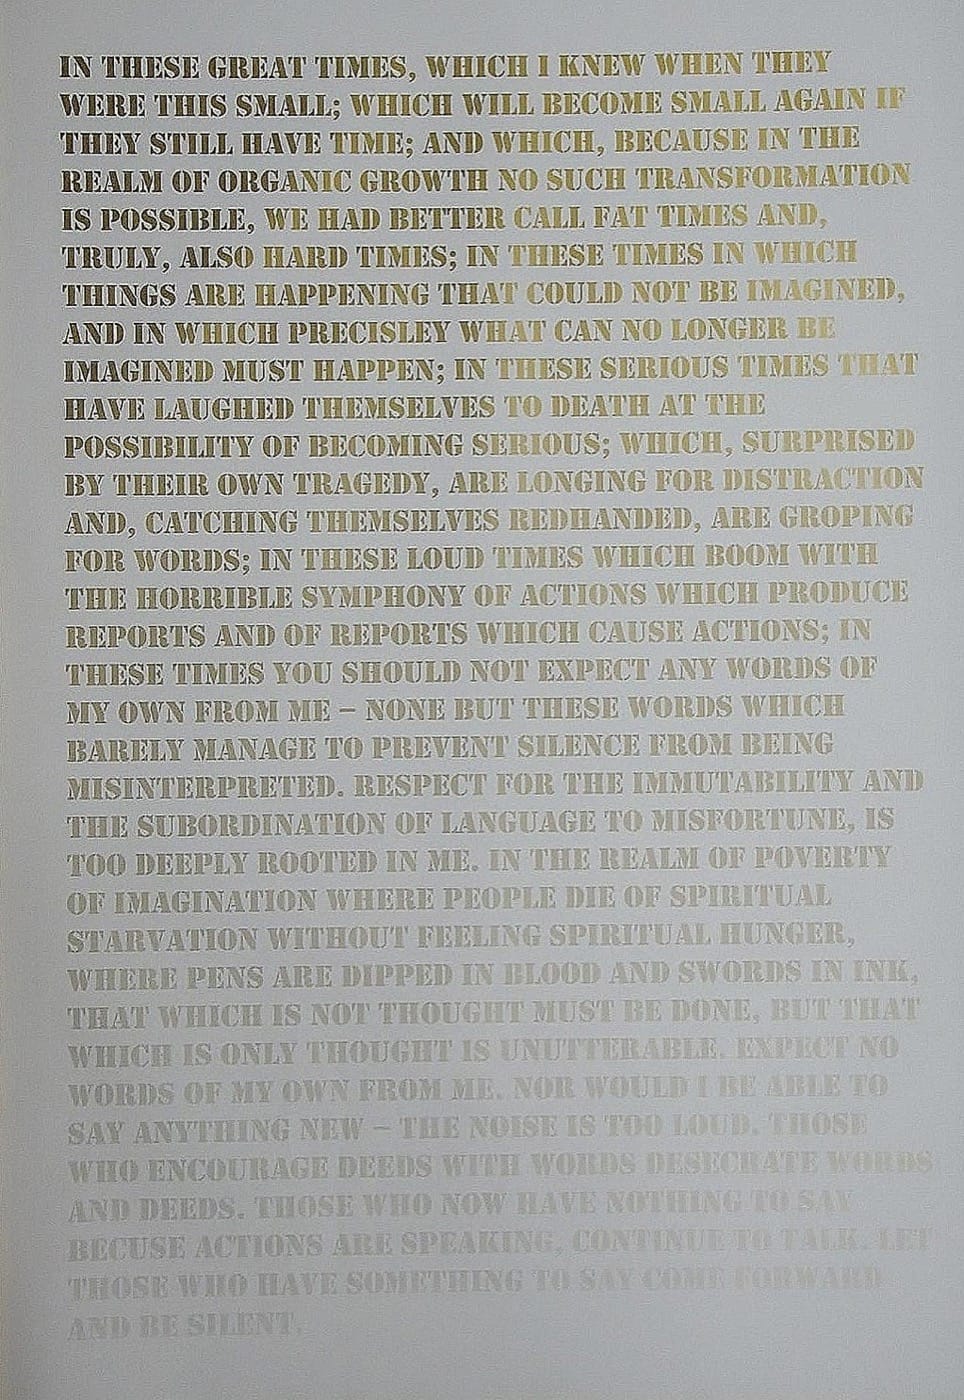 IN THESE GREAT TIMES, WHICH I KNEW WHEN THEY
WERE THIS SMALL; WHICH WILL BECOME SMALL AGAIN IF
THEY STILL HAVE TIME; AND WHICH, BECAUSE IN THE
REALM OF ORGANIC GROWTH NO SUCH TRANSFORMATION
IS POSSIBLE, WE HAD BETTER CALL FAT TIMES AND,
TRULY, ALSO HARD TIMES; IN THESE TIMES IN WHICH
THINGS ARE HAPPENING THAT COULD NOT BE IMAGINED,
AND IN WHICH PRECISLEY WHAT CAN NO LONGER BE
IMAGINED MUST HAPPEN; IN THESE SERIOUS TIMES THAT
HAVE LAUGHED THEMSELVES TO DEATH AT THE
POSSIBILITY OF BECOMING SERIOUS; WHICH, SURPRISED
BY THEIR OWN TRAGEDY, ARE LONGING FOR DISTRACTION
AND, CATCHING THEMSELVES REDHANDED, ARE GROPING
FOR WORDS; IN THESE LOUD TIMES WHICH BOOM WITH
THE HORRIBLE SYMPHONY OF ACTIONS WHICH PRODUCE
REPORTS AND OF REPORTS WHICH CAUSE ACTIONS; IN
THESE TIMES YOU SHOULD NOT EXPECT ANY WORDS OF
MY OWN FROM ME – NONE BUT THESE WORDS WHICH
BARELY MANAGE TO PREVENT SILENCE FROM BEING
MISINTERPRETED. RESPECT FOR THE IMMUTABILITY AND
THE SUBORDINATION OF LANGUAGE TO MISFORTUNE, IS
TOO DEEPLY ROOTED IN ME. IN THE REALM OF POVERTY
OF IMAGINATION WHERE PEOPLE DIE OF SPIRITUAL
STARVATION WITHOUT FEELING SPIRITUAL HUNGER,
WHERE PENS ARE DIPPED IN BLOOD AND SWORDS IN INK,
THAT WHICH IS NOT THOUGHT MUST BE DONE, BUT THAT
WHICH IS ONLY THOUGHT IS UNUTTERABLE. EXPECT NO
WORDS OF MY OWN FROM ME. NOR WOULD I BE ABLE TO
SAY ANYTHING NEW – THE NOISE IS TOO LOUD. THOSE
WHO ENCOURAGE DEEDS WITH WORDS DESECRATE WORDS
AND DEEDS. THOSE WHO NOW HAVE NOTHING TO SAY
BECUSE ACTIONS ARE SPEAKING, CONTINUE TO TALK. LET
THOSE WHO HAVE SOMETHING TO SAY COME FORWARD
AND BE SILENT.